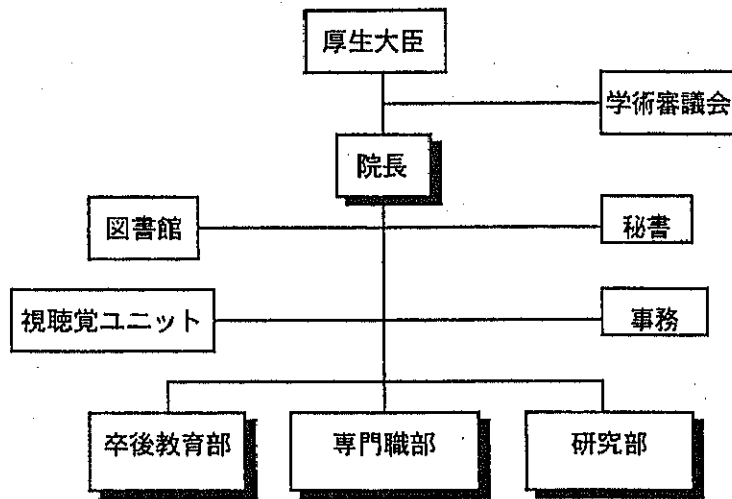 厚生大臣
学術審議会
院長
図書館
秘書
視聴覚ユニット
事務
卒後教育部
専門職部
研究部